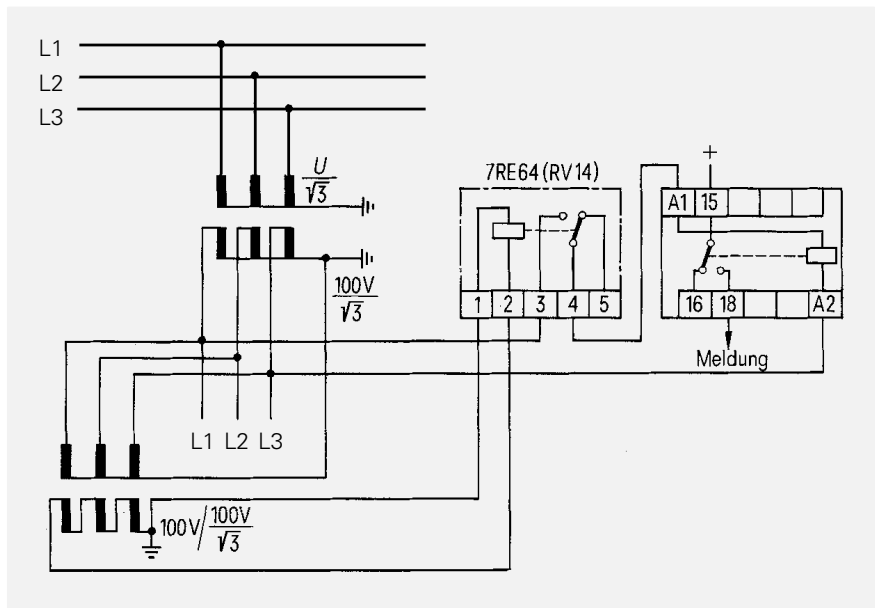 L1
L2
L3
U/√3
7RE64(RV14)
+
A1 15
100V/√3
1 2 3 4 5
16 18 A2
Meldung
L1 L2 L3
100V/100V/√3